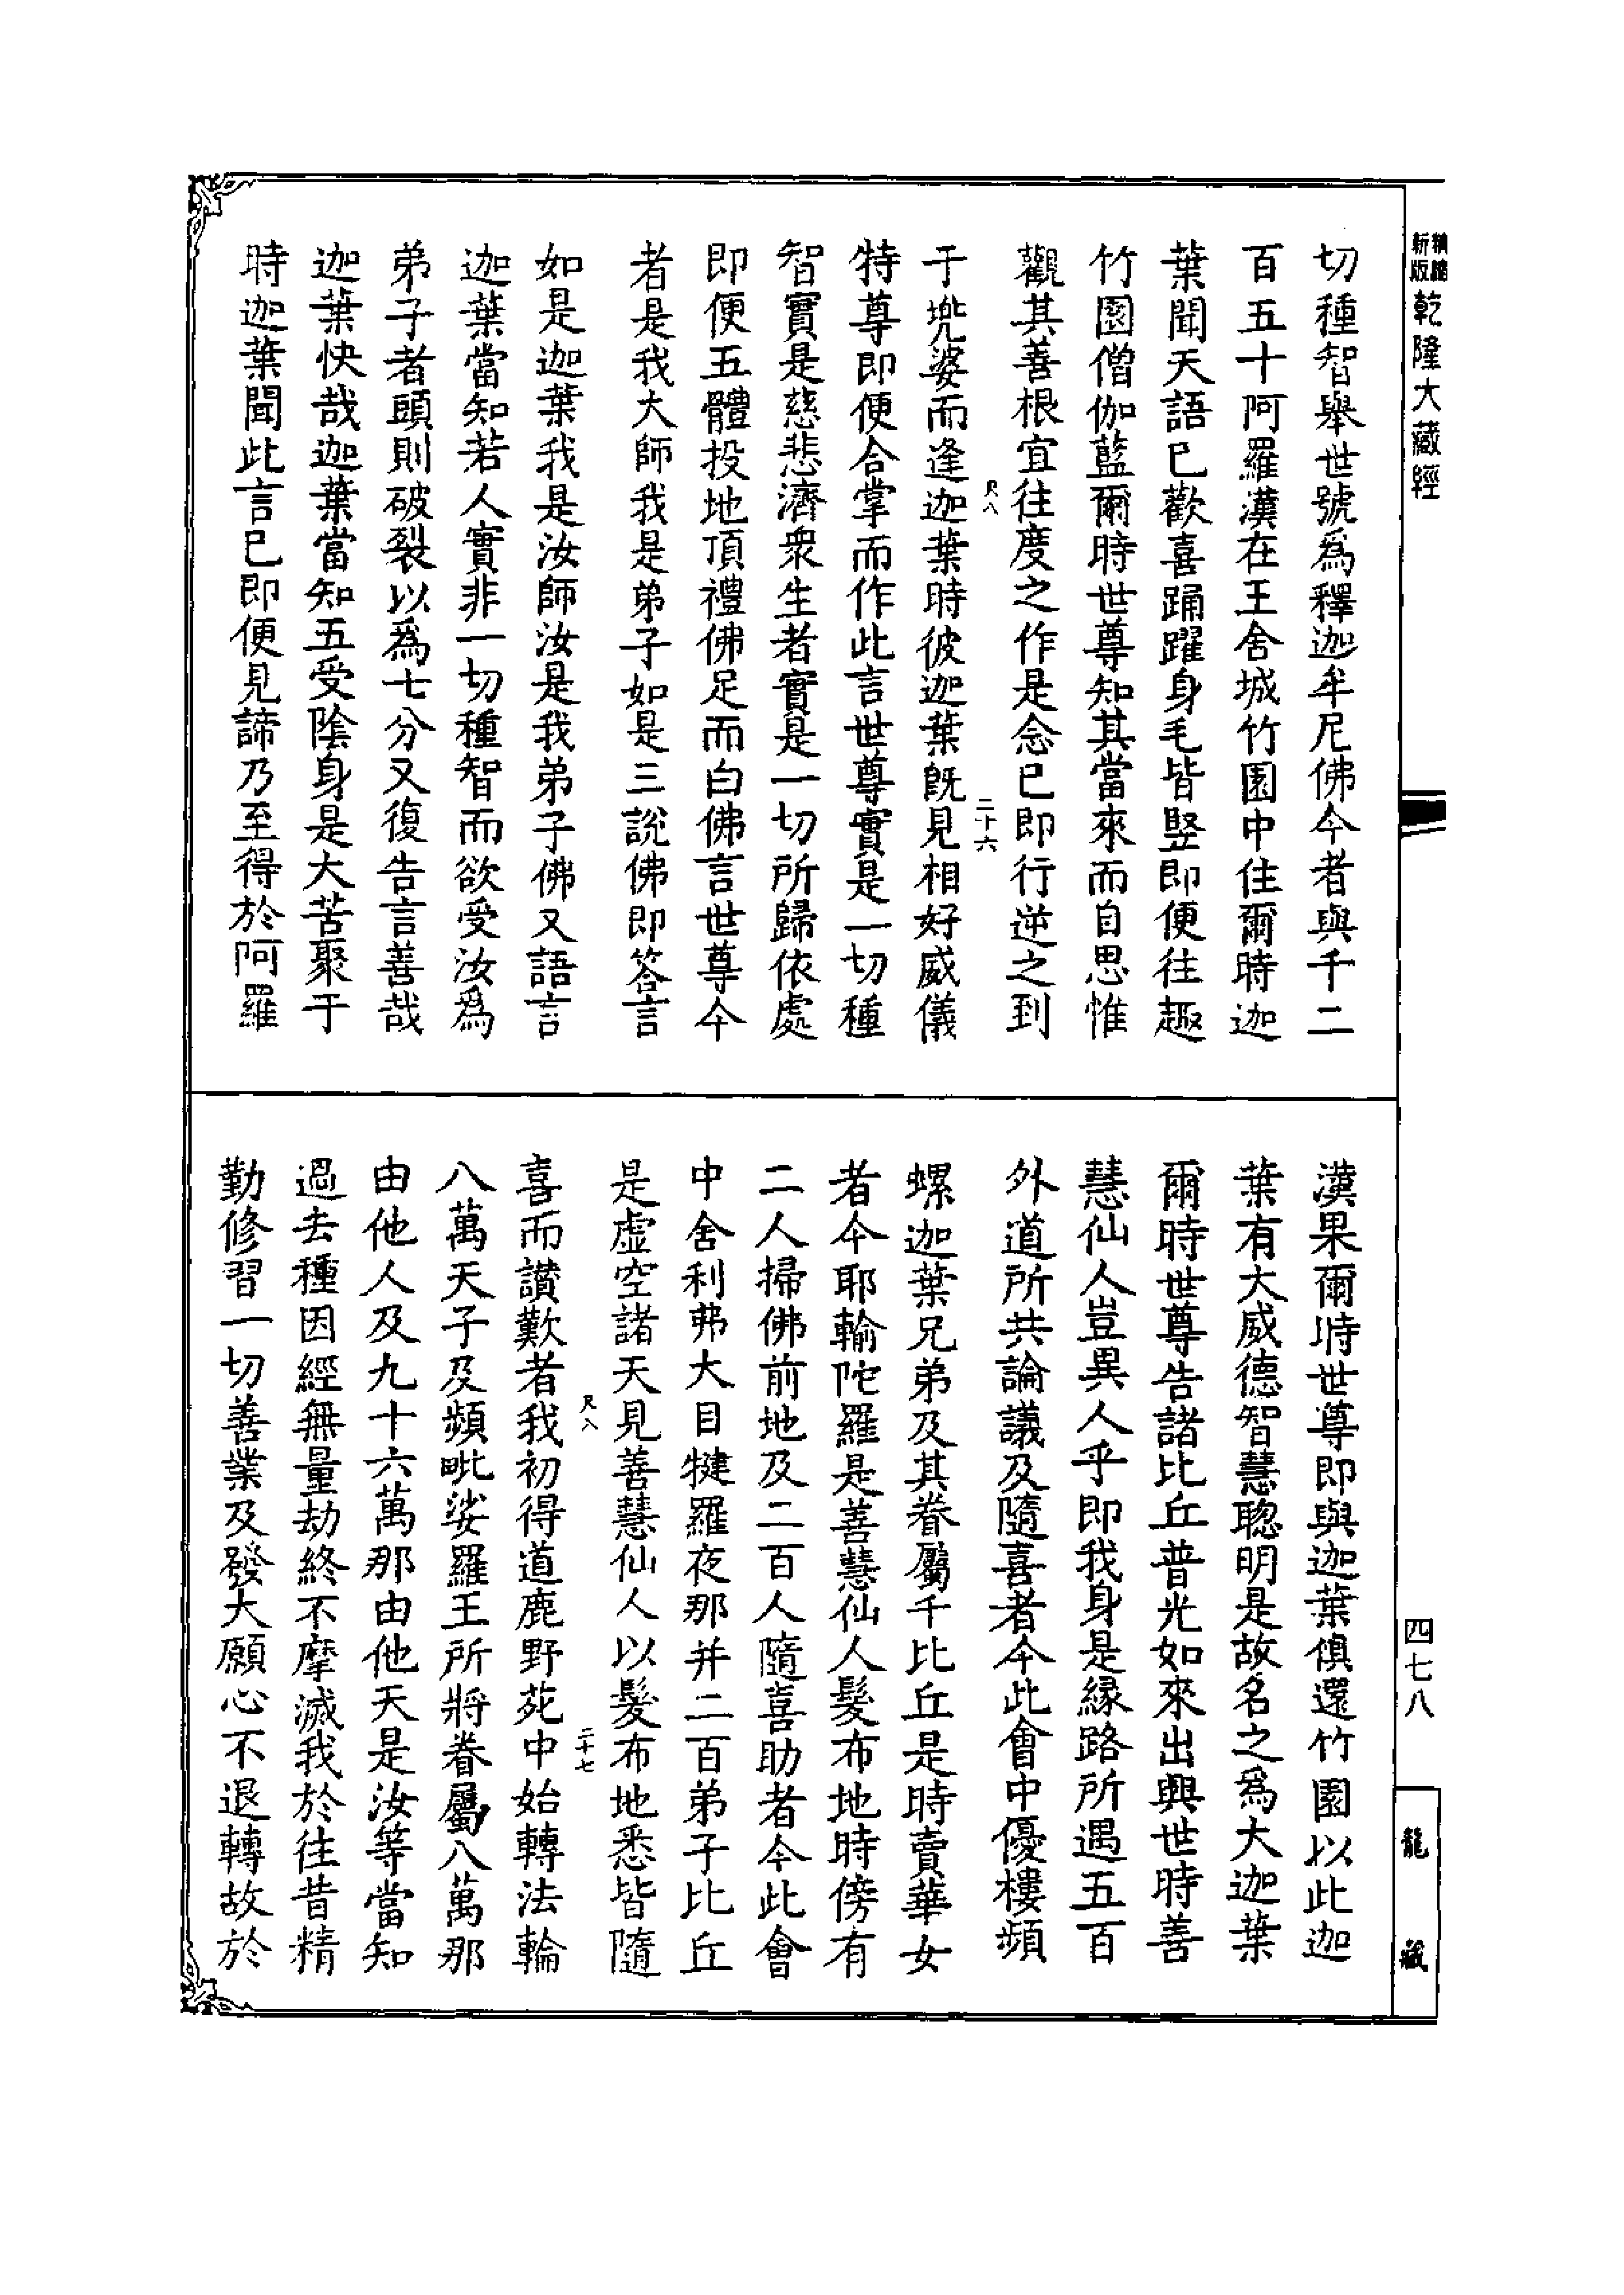 新版
乾隆大藏經
四七八
龍藏
切種智舉世號爲釋迦牟尼佛今者與千二
百五十阿羅漢在王舍城竹園中住爾時迦
葉聞天語已歡喜踊躍身毛皆竪即便往趣
竹園僧伽藍爾時世尊知其當來而自思惟
觀其善根宜往度之作是念已即行逆之到
尺八
二十六
于兜婆而逢迦葉時彼迦葉旣見相好威儀
特尊即便合掌而作此言世尊實是一切種
智實是慈悲濟衆生者實是一切所歸依處
即便五體投地頂禮佛足而白佛言世尊今
者是我大師我是弟子如是三說佛即答言
如是迦葉我是汝師汝是我弟子佛又語言
迦葉當知若人實非一切種智而欲受汝爲
弟子者頭則破裂以爲七分又復告言善哉
迦葉快哉迦葉當知五受陰身是大苦聚于
時迦葉聞此言已即便見諦乃至得於阿羅
漢果爾時世尊即與迦葉俱還竹園以此迦
葉有大威德智慧聰明是故名之爲大迦葉
爾時世尊告諸比丘普光如來出興世時善
慧仙人豈異人乎即我身是緣路所遇五百
外道所共論議及隨喜者今此會中優樓頻
螺迦葉兄弟及其眷屬千比丘是時賣華女
者今耶輸陀羅是善慧仙人髮布地時傍有
二人掃佛前地及二百人隨喜助者今此會
中舍利弗大目犍羅夜那并二百弟子比丘
是虛空諸天見善慧仙人以髮布地悉皆隨
尺八
二十七
喜而讃歎者我初得道鹿野苑中始轉法輪
八萬天子及頻毗娑羅王所將眷屬八萬那
由他人及九十六萬那由他天是汝等當知
過去種因經無量劫終不摩滅我於往昔精
勤修習一切善業及發大願心不退轉故於